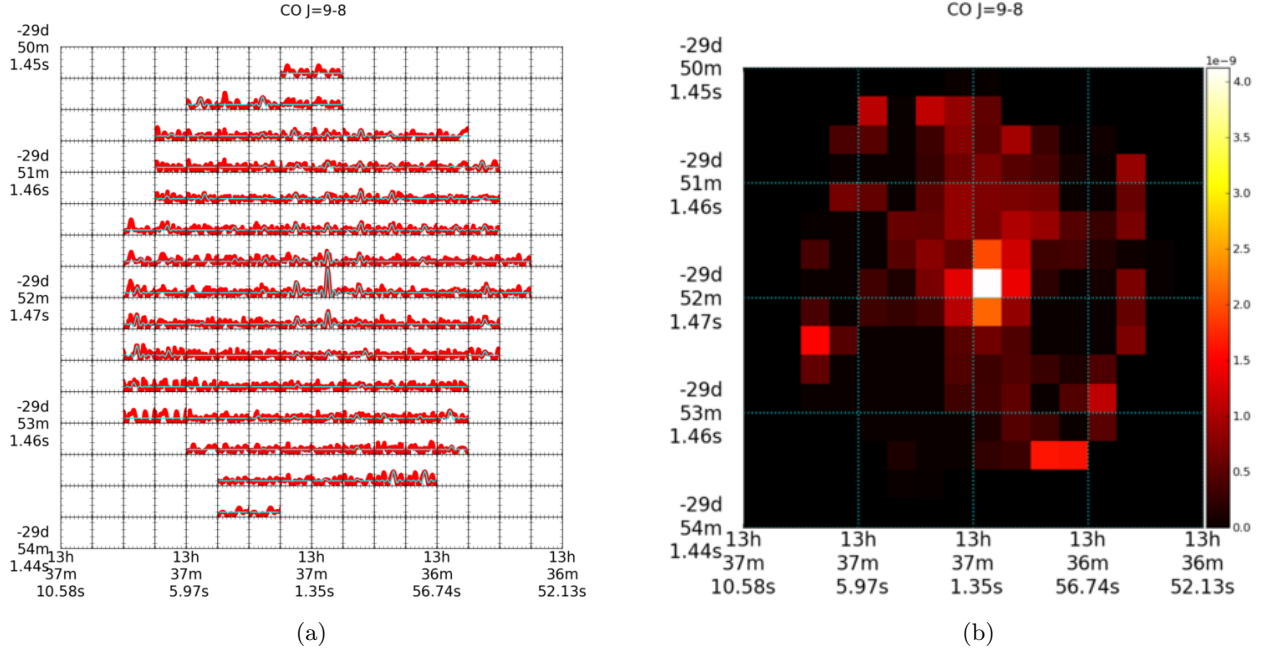 CO J=9-8
-29d
50m
1.45s
-29d
51m
1.46s
-29d
52m
1.47s
-29d
53m
1.46s
-29d
54m
1.44s
13h
37m
10.58s
13h
37m
5.97s
13h
37m
1.35s
13h
36m
56.74s
13h
36m
52.13s
(a)
CO J=9-8
-29d
50m
1.45s
-29d
51m
1.46s
-29d
52m
1.47s
-29d
53m
1.46s
-29d
54m
1.44s
13h
37m
10.58s
13h
37m
5.97s
13h
37m
1.35s
13h
36m
56.74s
13h
36m
52.13s
1e−9
4.0
3.5
3.0
2.5
2.0
1.5
1.0
0.5
0.0
(b)